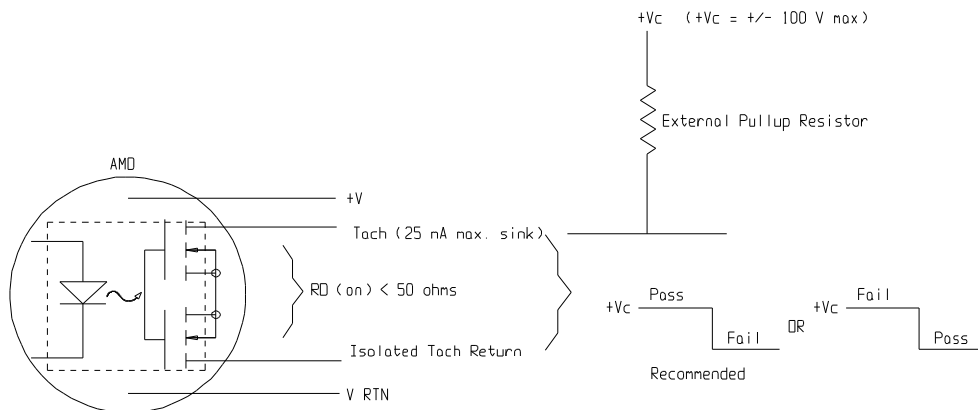 +Vc (+Vc = +/- 100 V max)
External Pullup Resistor
AMD
+V
Tach (25 mA max. sink)
RD (on) < 50 ohms
Isolated Tach Return
V RTN
+Vc
Pass
Fail
Recommended
OR
+Vc
Fail
Pass